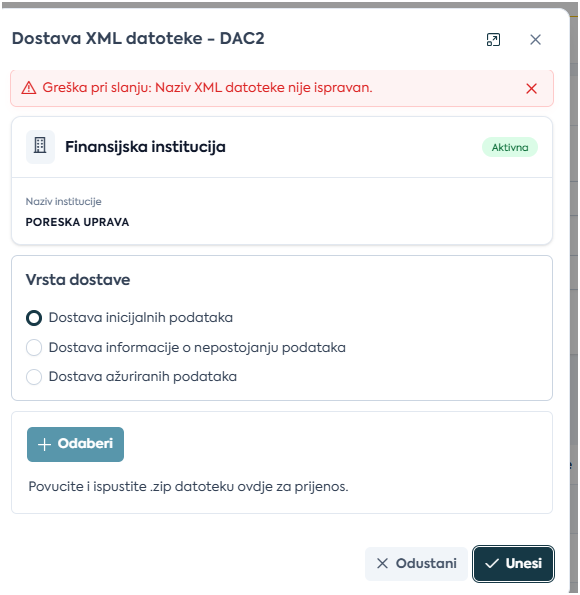 Dostava XML datoteke - DAC2
Greška pri slanju: Naziv XML datoteke nije ispravan.
Finansijska institucija
Aktivna
Naziv institucije
PORESKA UPRAVA
Vrsta dostave
Dostava inicijalnih podataka
Dostava informacije o nepostojanju podataka
Dostava ažuriranih podataka
Odaberi
Povucite i ispustite .zip datoteku ovdje za prijenos.
Odustani
Unesi